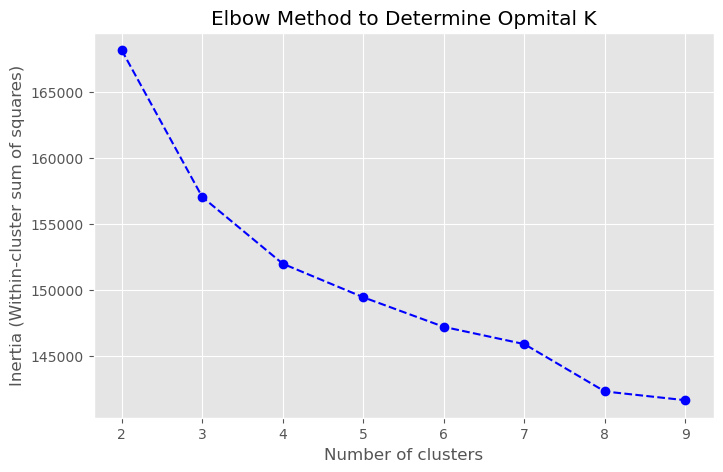 Elbow Method to Determine Opmital K
Inertia (Within-cluster sum of squares)
165000
160000
155000
150000
145000
2 3 4 5 6 7 8 9
Number of clusters